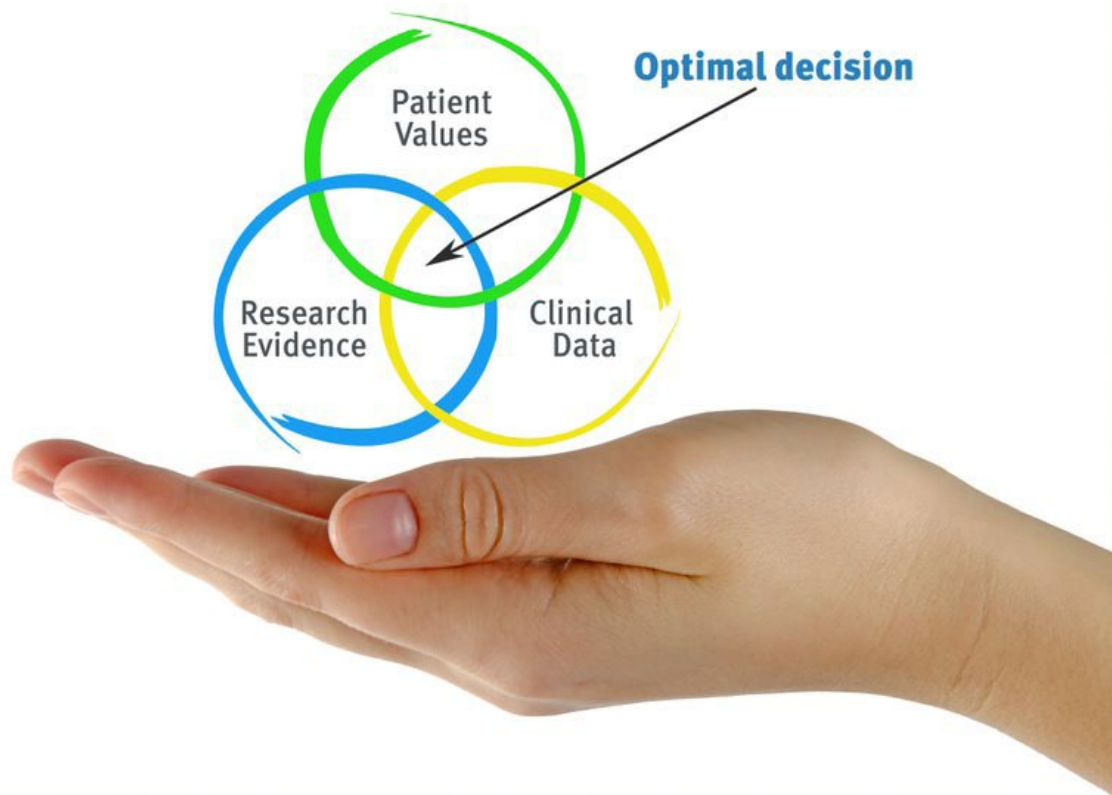 Optimal decision
Patient
Values
Research
Evidence
Clinical
Data